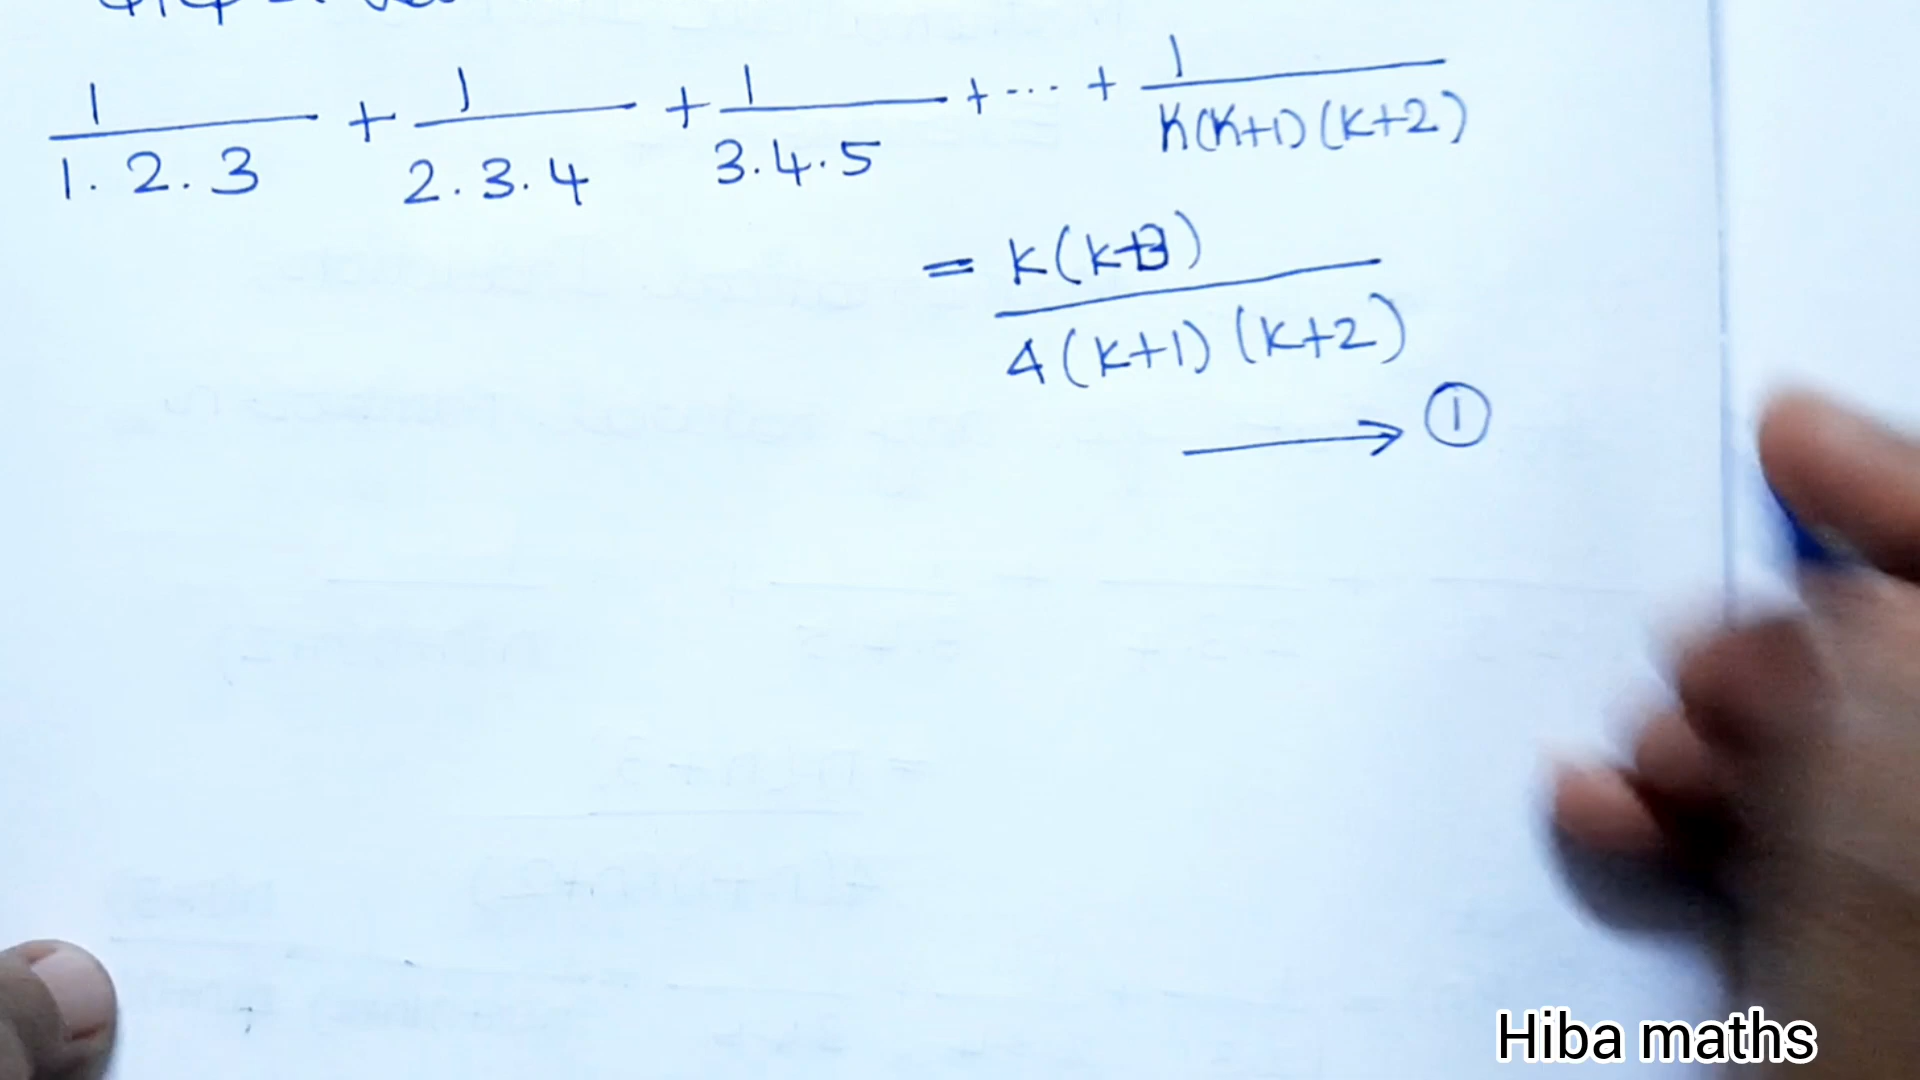 1/(1.2.3) + 1/(2.3.4) + 1/(3.4.5) + ... + 1/(K(K+1)(K+2))
= K(K+3)/(4(K+1)(K+2))
→ ①
Hiba maths